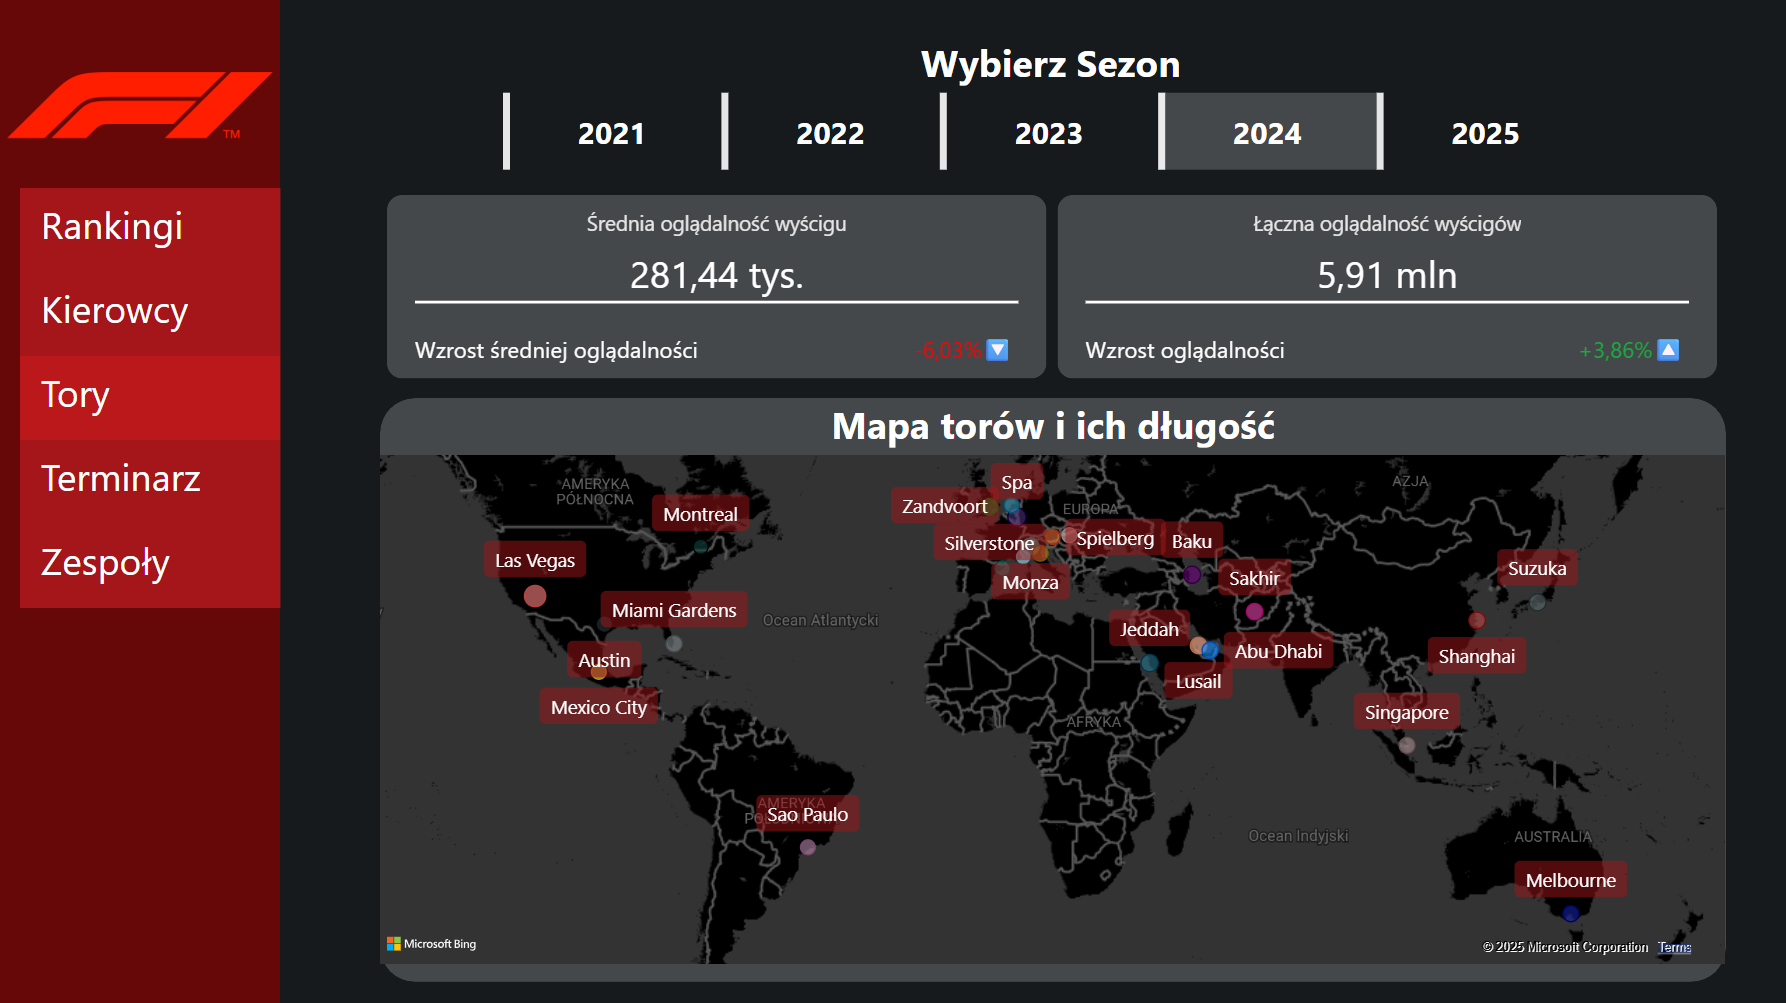 F1
TM
Rankingi
Kierowcy
Tory
Terminarz
Zespoły
Wybierz Sezon
2021
2022
2023
2024
2025
Średnia oglądalność wyścigu
281,44 tys.
Wzrost średniej oglądalności
-6,03%
Łączna oglądalność wyścigów
5,91 mln
Wzrost oglądalności
+3,86%
Mapa torów i ich długość
AMERYKA
PÓŁNOCNA
Montreal
Las Vegas
Miami Gardens
Austin
Mexico City
Ocean Atlantycki
Spa
Zandvoort
EUROPA
Silverstone
Spielberg
Baku
Monza
Sakhir
Jeddah
Abu Dhabi
Lusail
AZJA
Suzuka
Shanghai
Singapore
AFRYKA
AMERYKA
Sao Paulo
Ocean Indyjski
AUSTRALIA
Melbourne
Microsoft Bing
© 2025 Microsoft Corporation Terms